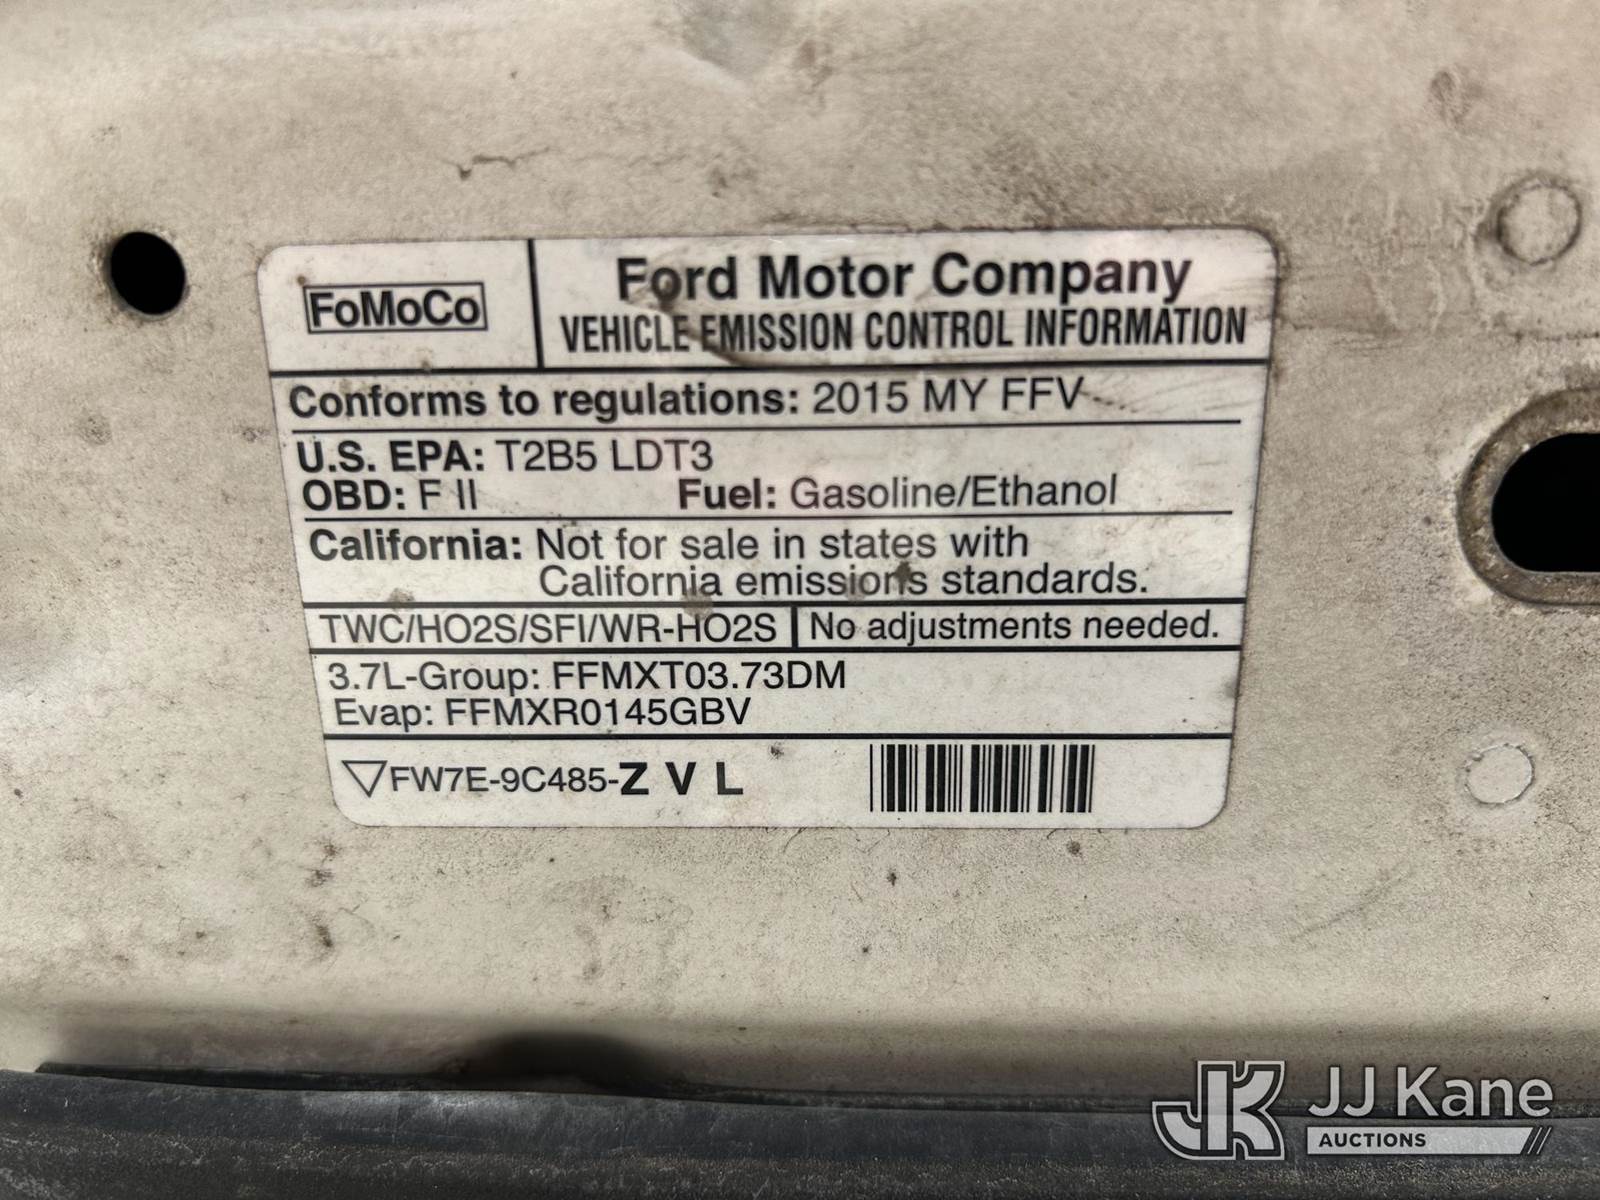 FoMoCo
Ford Motor Company
VEHICLE EMISSION CONTROL INFORMATION
Conforms to regulations: 2015 MY FFV
U.S. EPA: T2B5 LDT3
OBD: F II Fuel: Gasoline/Ethanol
California: Not for sale in states with
California emissions standards.
TWC/HO2S/SFI/WR-HO2S No adjustments needed.
3.7L-Group: FFMXT03.73DM
Evap: FFMXR0145GBV
FW7E-9C485-Z V L
JK JJ Kane
AUCTIONS